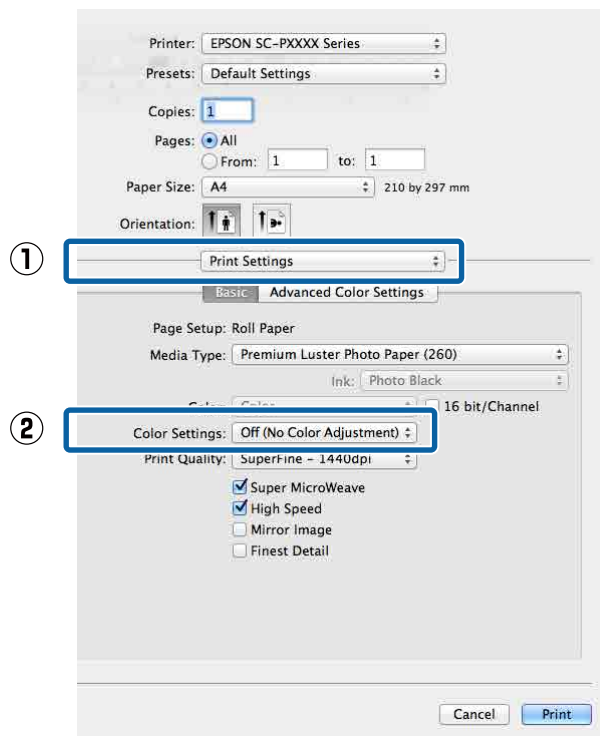 Printer: EPSON SC-PXXXX Series
Presets: Default Settings
Copies: 1
Pages: All
From: 1 to: 1
Paper Size: A4 210 by 297 mm
Orientation:
① Print Settings
Basic Advanced Color Settings
Page Setup: Roll Paper
Media Type: Premium Luster Photo Paper (260)
Ink: Photo Black
Color: Color 16 bit/Channel
② Color Settings: Off (No Color Adjustment)
Print Quality: SuperFine - 1440dpi
Super MicroWeave
High Speed
Mirror Image
Finest Detail
Cancel Print